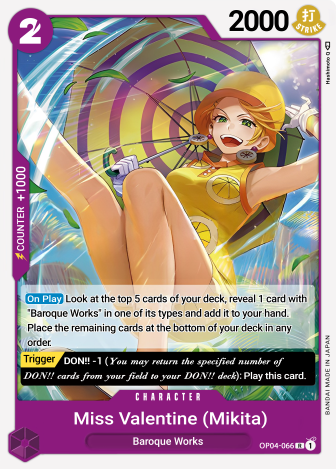 2
2000
打
STRIKE
Hashimoto Q
COUNTER +1000
On Play Look at the top 5 cards of your deck, reveal 1 card with
"Baroque Works" in one of its types and add it to your hand.
Place the remaining cards at the bottom of your deck in any
order.
Trigger DON!! -1 (You may return the specified number of
DON!! cards from your field to your DON!! deck): Play this card.
CHARACTER
Miss Valentine (Mikita)
Baroque Works
OP04-066 R 1
BANDAI MADE IN JAPAN